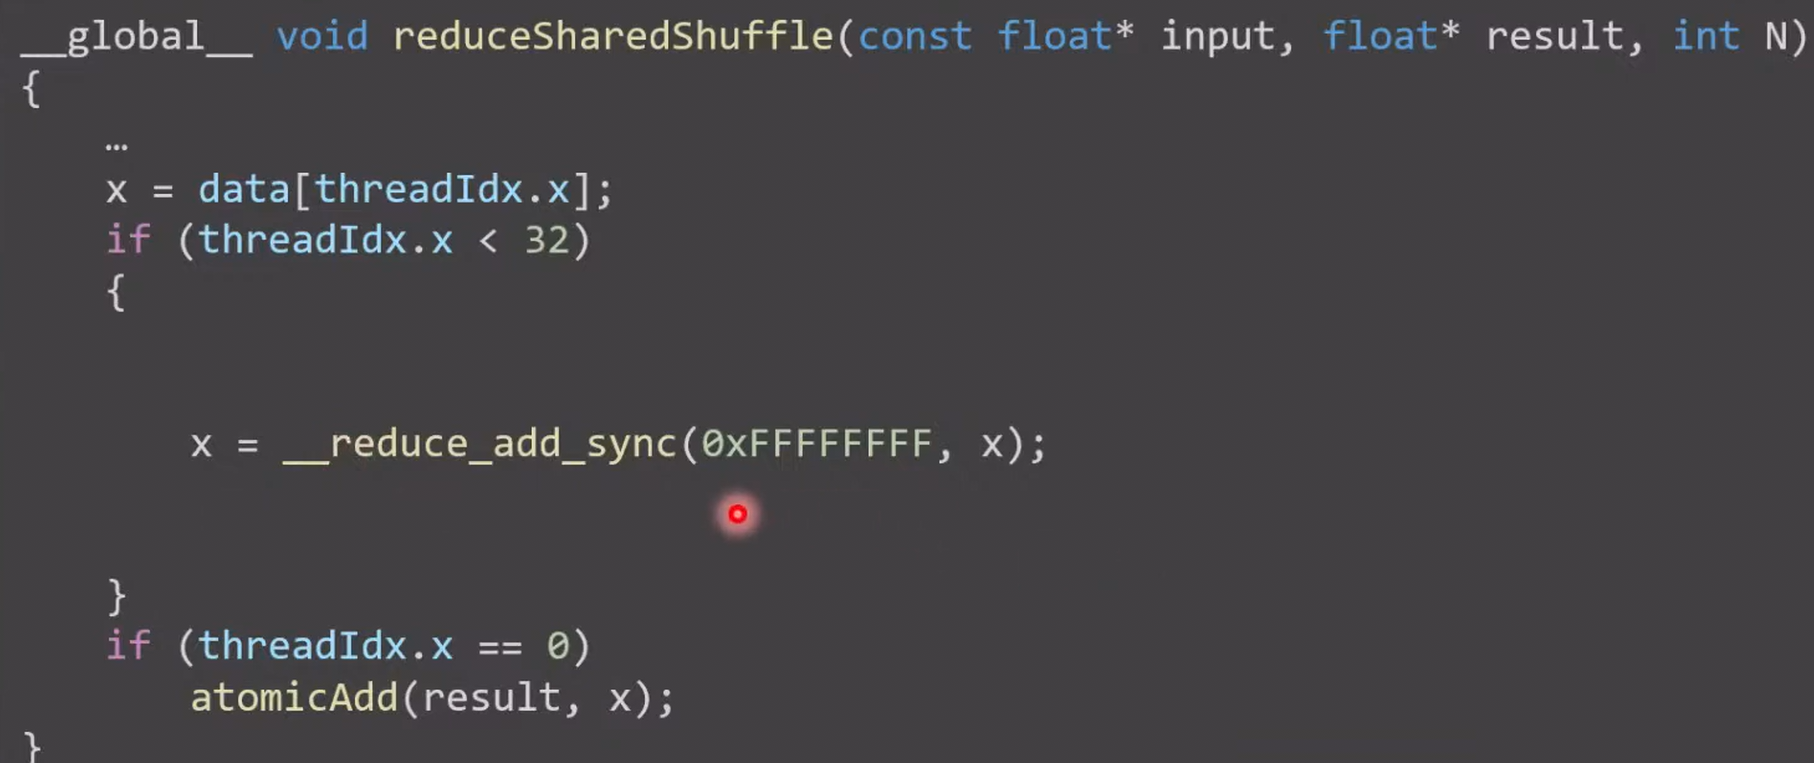 __global__ void reduceSharedShuffle(const float* input, float* result, int N)
{
…
x = data[threadIdx.x];
if (threadIdx.x < 32)
{
x = __reduce_add_sync(0xFFFFFFFF, x);
}
if (threadIdx.x == 0)
atomicAdd(result, x);
}